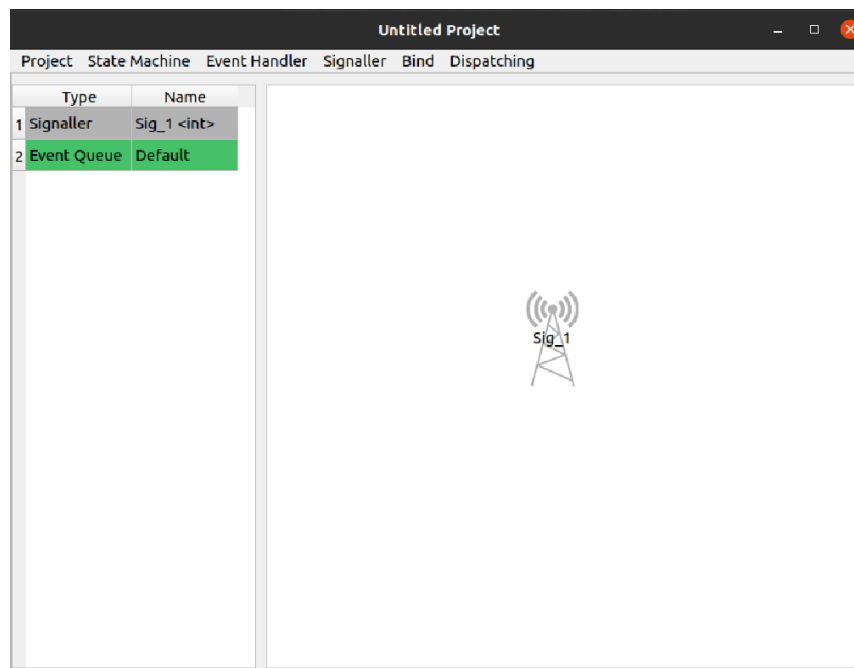 Untitled Project
Project State Machine Event Handler Signaller Bind Dispatching
Type Name
1 Signaller Sig_1 <int>
2 Event Queue Default
Sig_1